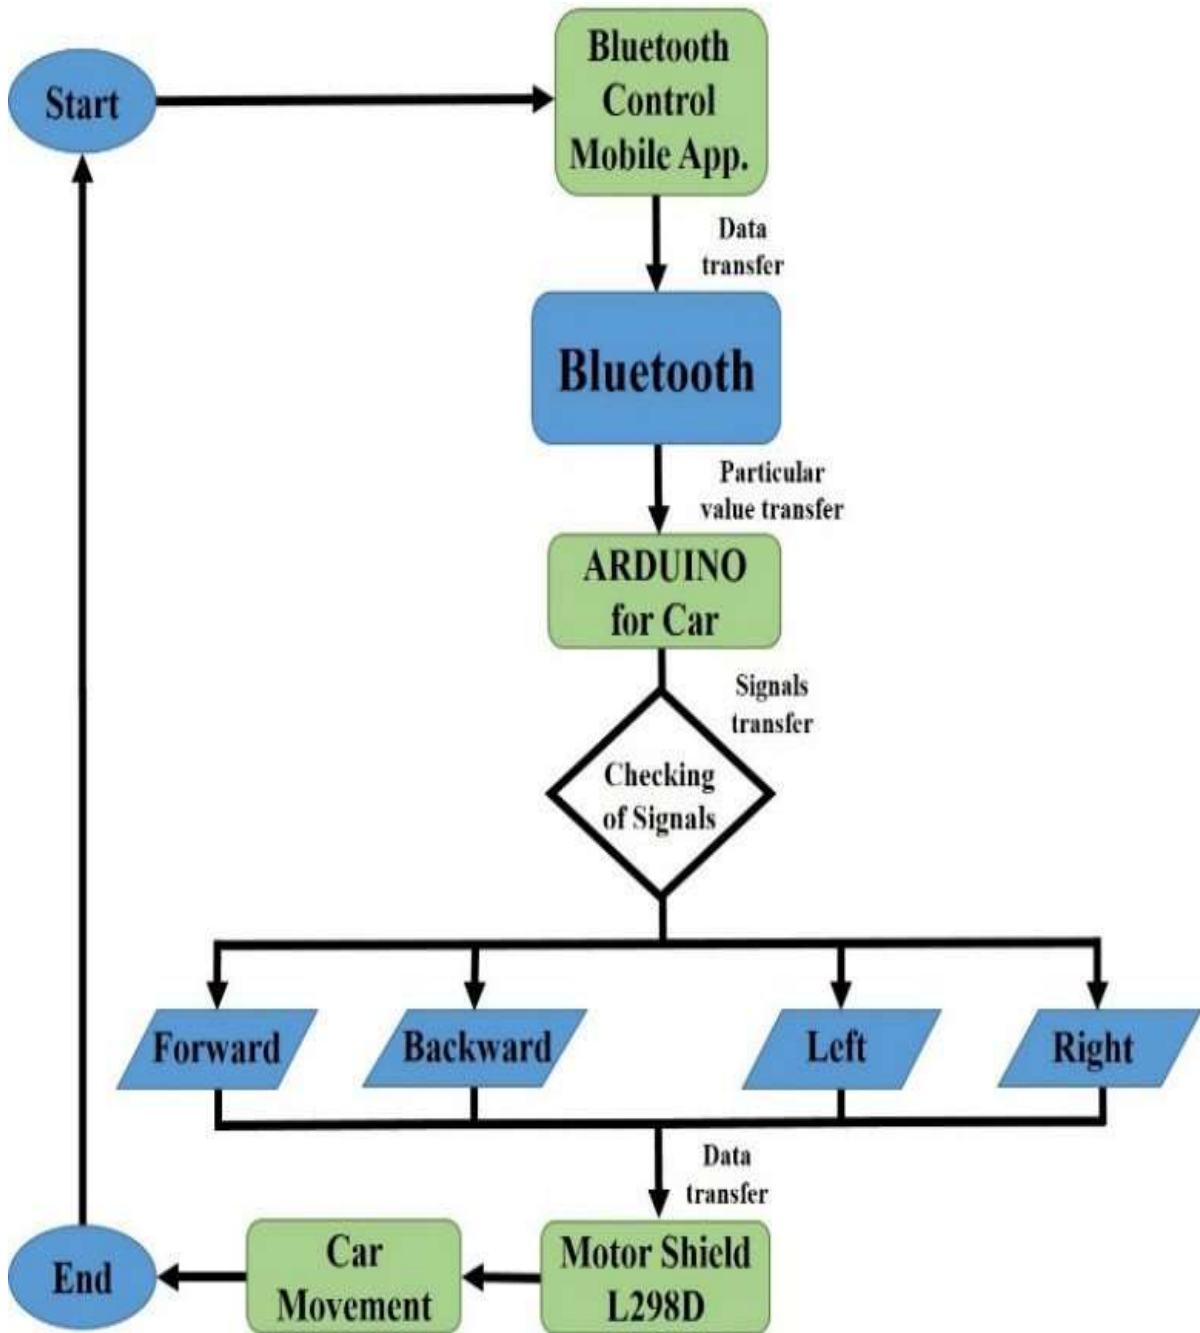 Start
Bluetooth
Control
Mobile App.
Data
transfer
Bluetooth
Particular
value transfer
ARDUINO
for Car
Signals
transfer
Checking
of Signals
Forward
Backward
Left
Right
Data
transfer
Motor Shield
L298D
Car
Movement
End